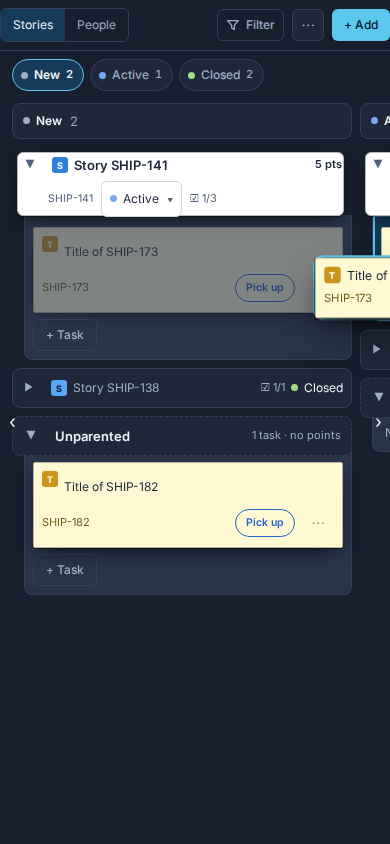 Stories People Filter ··· + Add
New 2 Active 1 Closed 2
New 2
S Story SHIP-141 5 pts
SHIP-141 Active 1/3
T Title of SHIP-173
SHIP-173 Pick up
T Title of
SHIP-173
+ Task
S Story SHIP-138 1/1 Closed
Unparented 1 task · no points
T Title of SHIP-182
SHIP-182 Pick up ···
+ Task